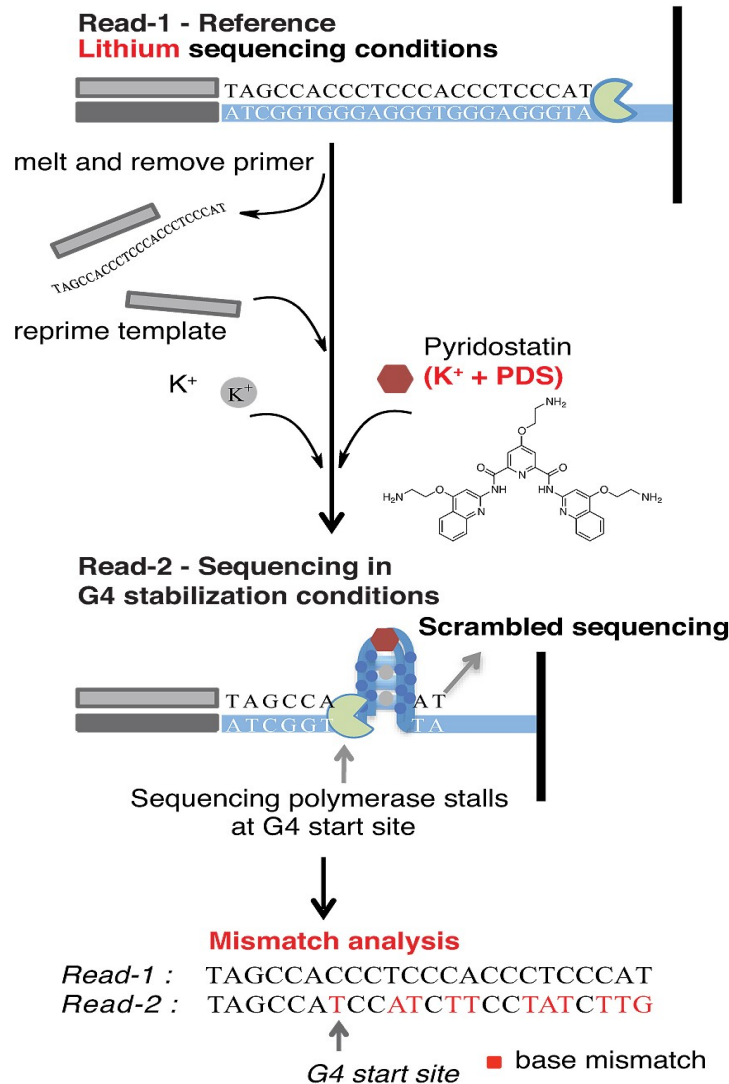 Read-1 - Reference
Lithium sequencing conditions
TAGCCACCCTCCCACCCTCCCAT
ATCGGTGGGAGGGTGGGAGGGTA
melt and remove primer
TAGCCACCCTCCCACCCTCCCAT
reprime template
K⁺
K⁺
Pyridostatin
(K⁺ + PDS)
NH₂
O
O
O
N
NH
NH
H₂N
O
O
NH₂
N
N
Read-2 - Sequencing in
G4 stabilization conditions
Scrambled sequencing
TAGCCA
AT
ATCGGT
TA
Sequencing polymerase stalls
at G4 start site
Mismatch analysis
Read-1 : TAGCCACCCTCCCACCCTCCCAT
Read-2 : TAGCCATCCATCTTCCTATCTTG
G4 start site
base mismatch